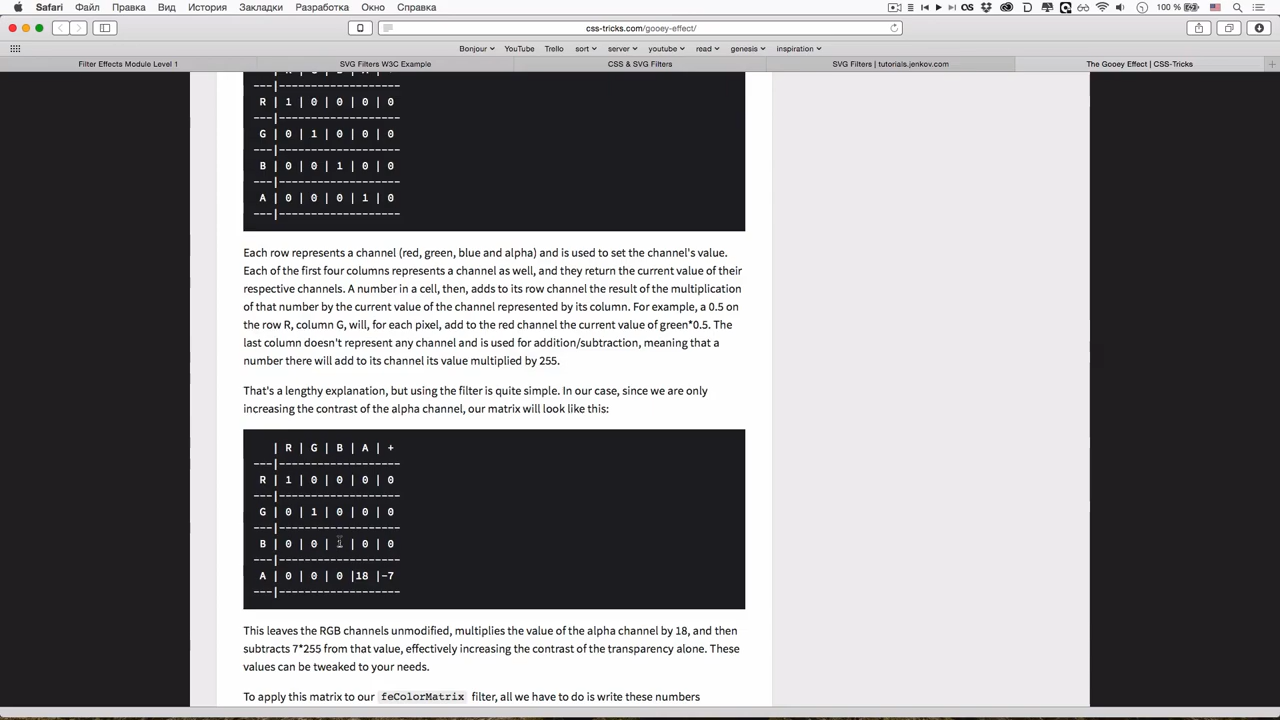 Safari Файл Правка Вид История Закладки Разработка Окно Справка 100 %
css-tricks.com/gooey-effect/
Bonjour YouTube Trello sort server youtube read genesis inspiration
Filter Effects Module Level 1 SVG Filters W3C Example CSS & SVG Filters SVG Filters | tutorials.jenkov.com The Gooey Effect | CSS-Tricks
---|-------------------
R | 1 | 0 | 0 | 0 | 0
---|-------------------
G | 0 | 1 | 0 | 0 | 0
---|-------------------
B | 0 | 0 | 1 | 0 | 0
---|-------------------
A | 0 | 0 | 0 | 1 | 0
---|-------------------
Each row represents a channel (red, green, blue and alpha) and is used to set the channel's value.
Each of the first four columns represents a channel as well, and they return the current value of their
respective channels. A number in a cell, then, adds to its row channel the result of the multiplication
of that number by the current value of the channel represented by its column. For example, a 0.5 on
the row R, column G, will, for each pixel, add to the red channel the current value of green*0.5. The
last column doesn't represent any channel and is used for addition/subtraction, meaning that a
number there will add to its channel its value multiplied by 255.
That's a lengthy explanation, but using the filter is quite simple. In our case, since we are only
increasing the contrast of the alpha channel, our matrix will look like this:
| R | G | B | A | +
---|-------------------
R | 1 | 0 | 0 | 0 | 0
---|-------------------
G | 0 | 1 | 0 | 0 | 0
---|-------------------
B | 0 | 0 | 1 | 0 | 0
---|-------------------
A | 0 | 0 | 0 |18 |-7
---|-------------------
This leaves the RGB channels unmodified, multiplies the value of the alpha channel by 18, and then
subtracts 7*255 from that value, effectively increasing the contrast of the transparency alone. These
values can be tweaked to your needs.
To apply this matrix to our feColorMatrix filter, all we have to do is write these numbers